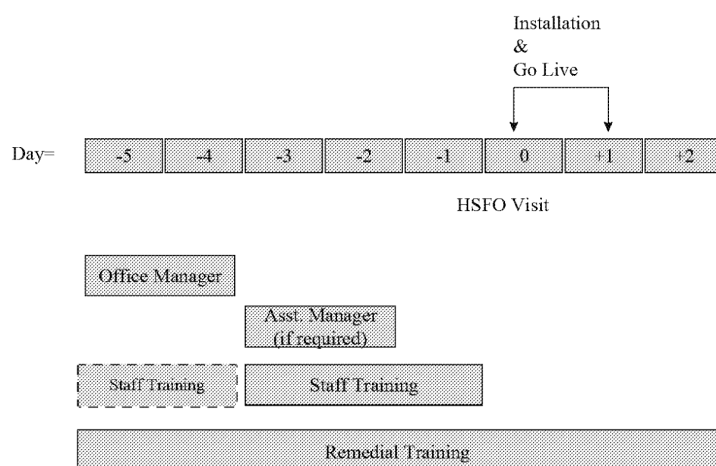 Installation
&
Go Live
Day= -5 -4 -3 -2 -1 0 +1 +2
HSFO Visit
Office Manager
Asst. Manager
(if required)
Staff Training Staff Training
Remedial Training